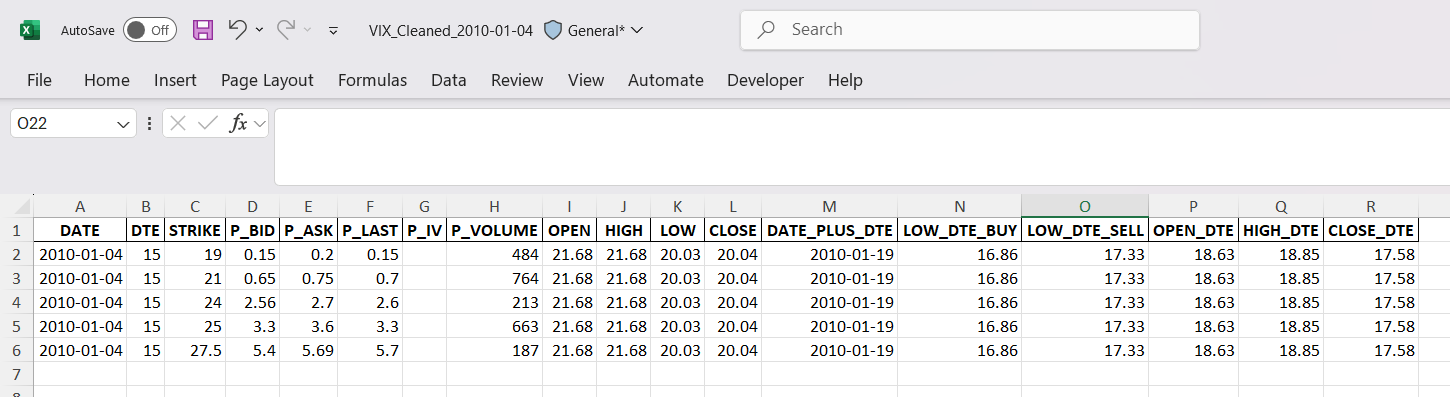 AutoSave Off VIX_Cleaned_2010-01-04 General* Search
File Home Insert Page Layout Formulas Data Review View Automate Developer Help
O22 fx
A B C D E F G H I J K L M N O P Q R
1 DATE DTE STRIKE P_BID P_ASK P_LAST P_IV P_VOLUME OPEN HIGH LOW CLOSE DATE_PLUS_DTE LOW_DTE_BUY LOW_DTE_SELL OPEN_DTE HIGH_DTE CLOSE_DTE
2 2010-01-04 15 19 0.15 0.2 0.15 484 21.68 21.68 20.03 20.04 2010-01-19 16.86 17.33 18.63 18.85 17.58
3 2010-01-04 15 21 0.65 0.75 0.7 764 21.68 21.68 20.03 20.04 2010-01-19 16.86 17.33 18.63 18.85 17.58
4 2010-01-04 15 24 2.56 2.7 2.6 213 21.68 21.68 20.03 20.04 2010-01-19 16.86 17.33 18.63 18.85 17.58
5 2010-01-04 15 25 3.3 3.6 3.3 663 21.68 21.68 20.03 20.04 2010-01-19 16.86 17.33 18.63 18.85 17.58
6 2010-01-04 15 27.5 5.4 5.69 5.7 187 21.68 21.68 20.03 20.04 2010-01-19 16.86 17.33 18.63 18.85 17.58
7